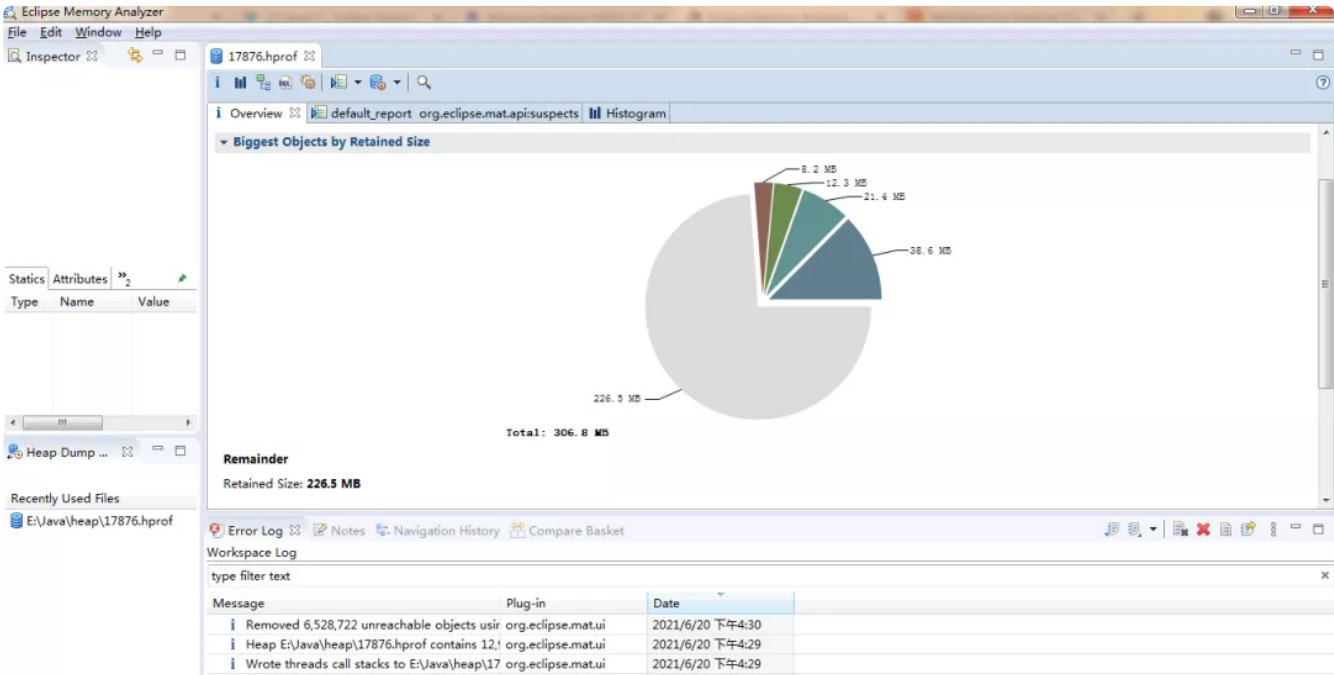 Eclipse Memory Analyzer
File Edit Window Help
Inspector
17876.hprof
Overview default_report org.eclipse.mat.api:suspects Histogram
Biggest Objects by Retained Size
8.2 MB
12.3 MB
21.4 MB
38.6 MB
226.5 MB
Total: 306.8 MB
Remainder
Retained Size: 226.5 MB
Statics Attributes »2
Type Name Value
Heap Dump ...
Recently Used Files
E:\Java\heap\17876.hprof
Error Log Notes Navigation History Compare Basket
Workspace Log
type filter text
Message Plug-in Date
Removed 6,528,722 unreachable objects usin org.eclipse.mat.ui 2021/6/20 下午4:30
Heap E:\Java\heap\17876.hprof contains 12, org.eclipse.mat.ui 2021/6/20 下午4:29
Wrote threads call stacks to E:\Java\heap\17 org.eclipse.mat.ui 2021/6/20 下午4:29